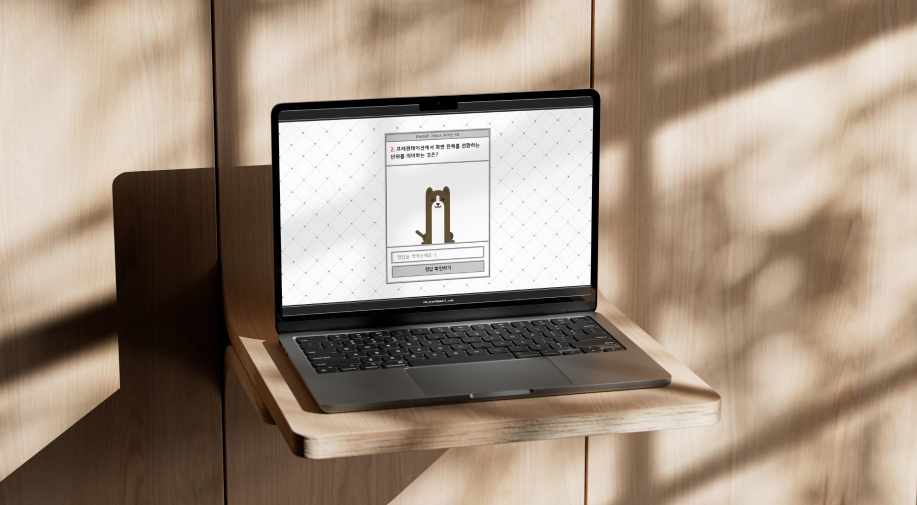 2. 프레젠테이션에서 화면 전체를 전환하는
단위를 의미하는 것은?
정답을 적어주세요 :)
정답 확인하기